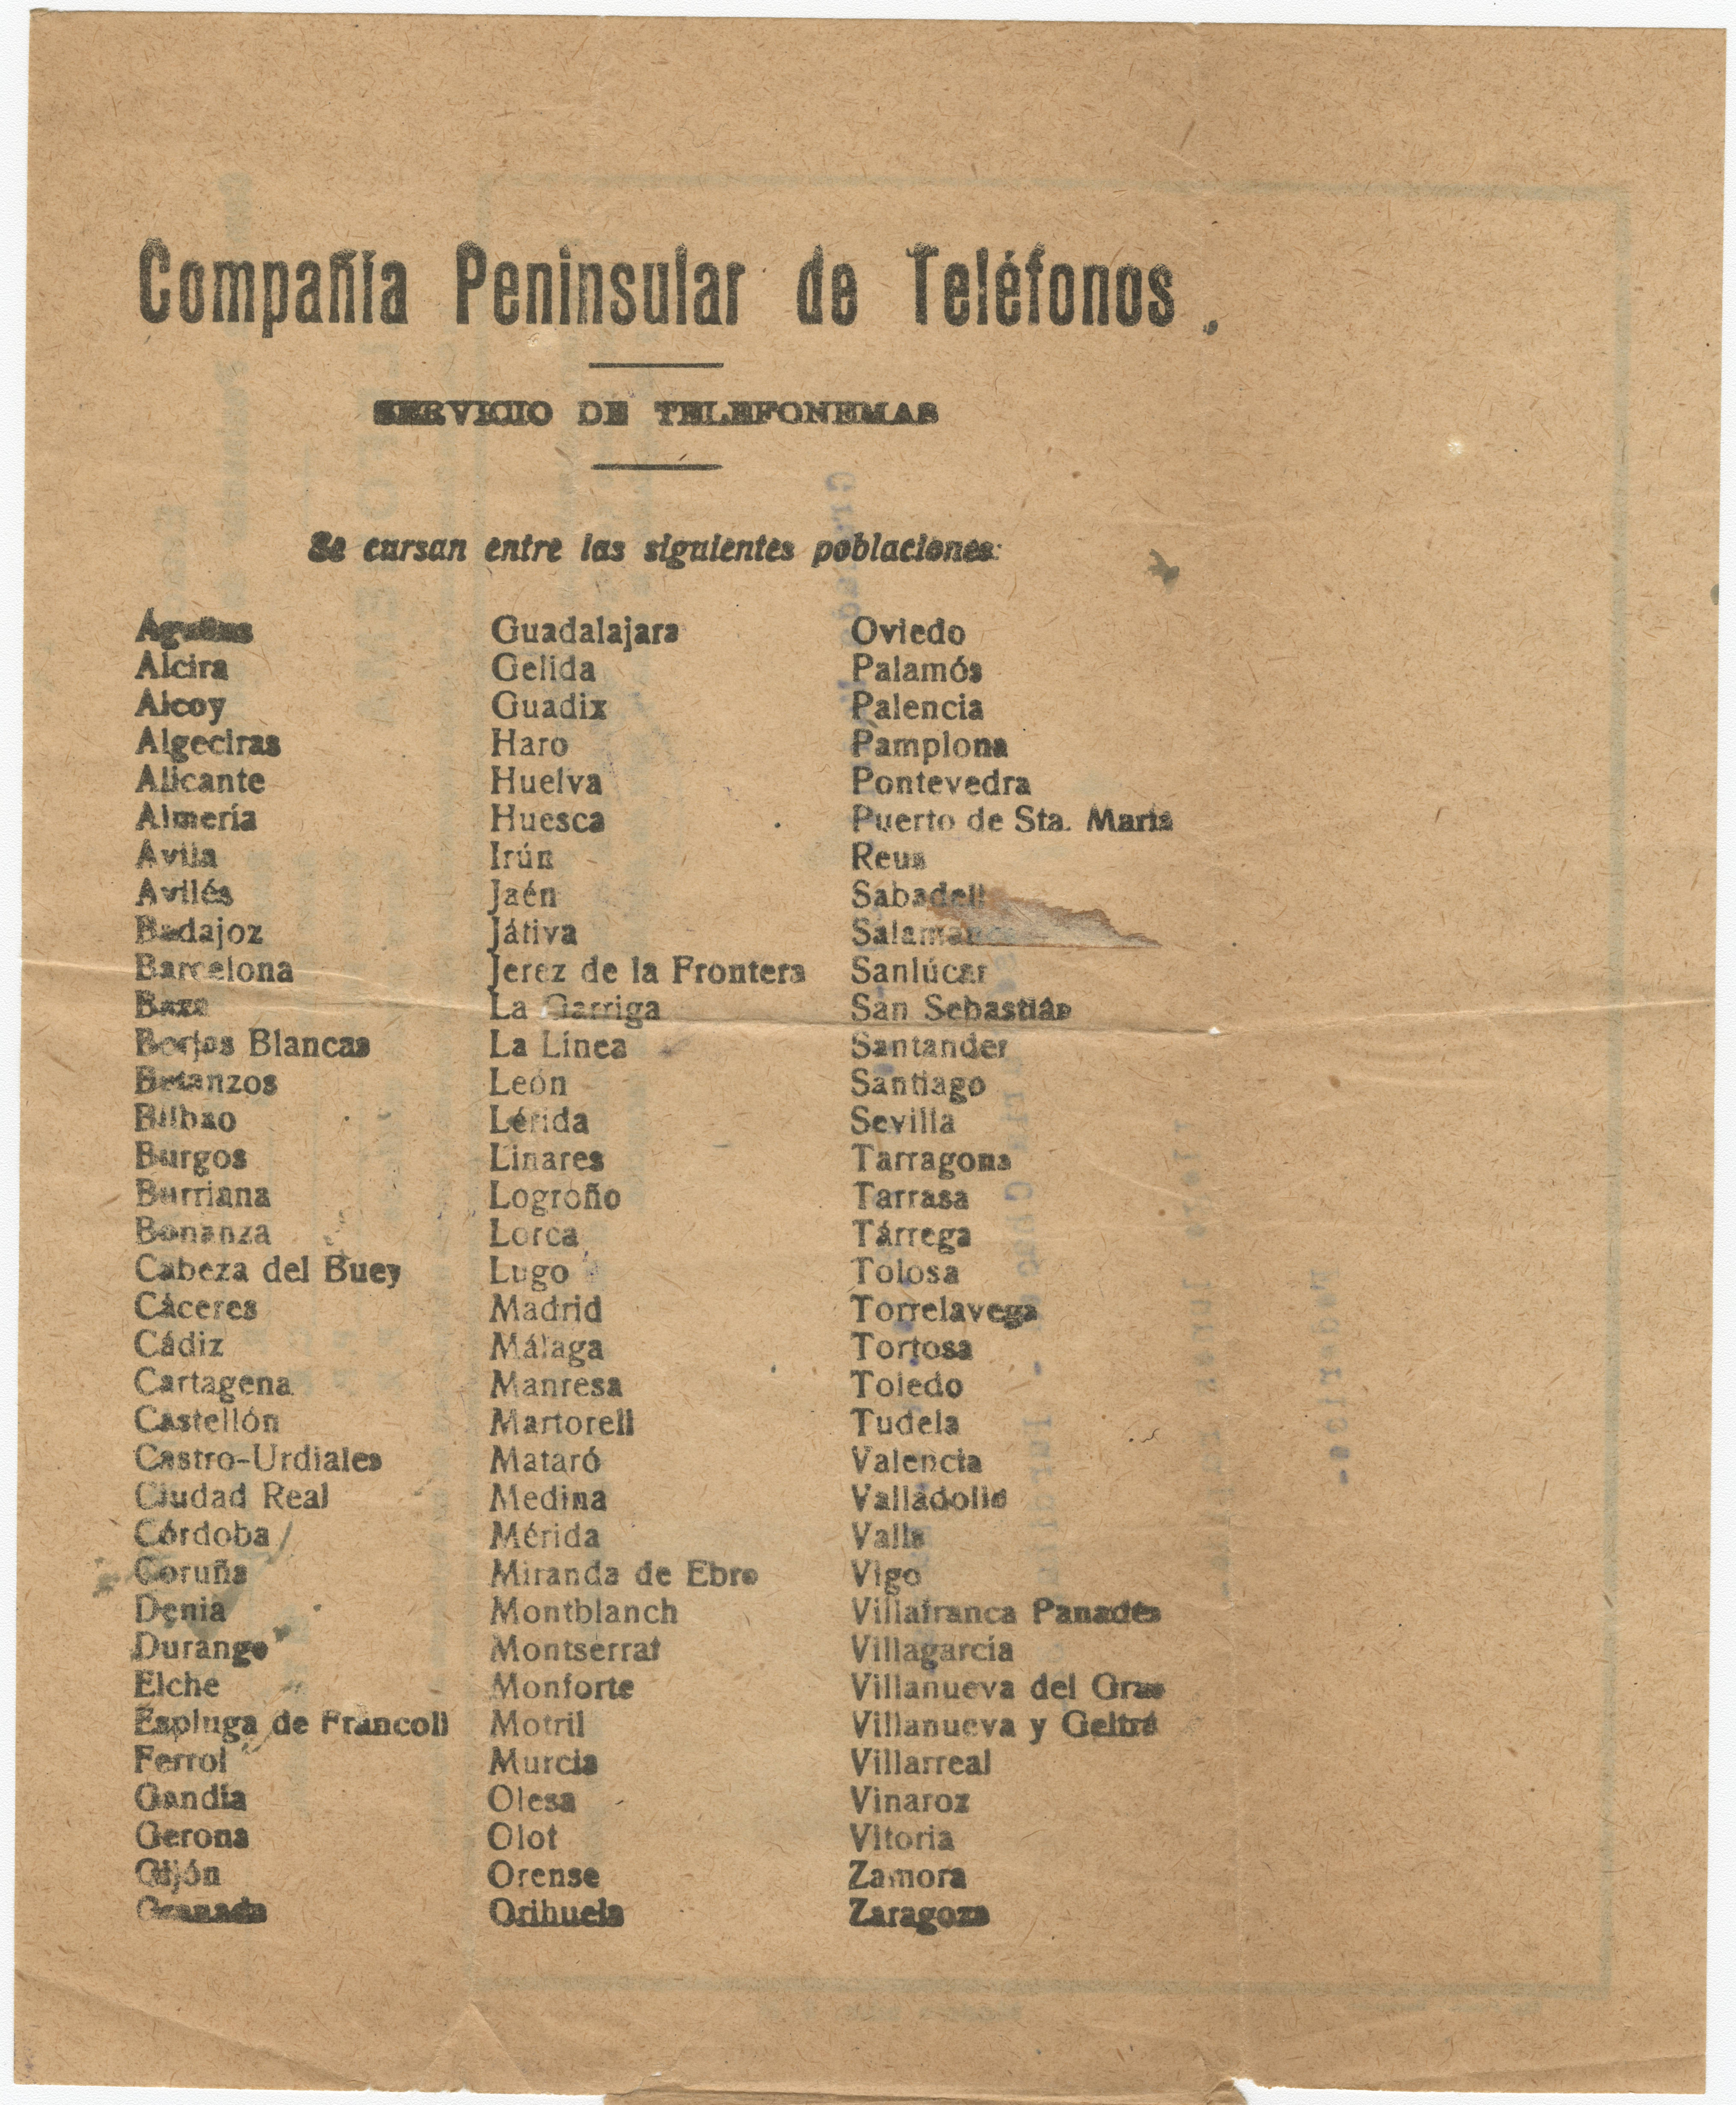 Compañía Peninsular de Teléfonos
SERVICIO DE TELEFONEMAS
Se cursan entre las siguientes poblaciones:
Aguilas
Alcira
Alcoy
Algeciras
Alicante
Almería
Avila
Avilés
Badajoz
Barcelona
Baza
Borjas Blancas
Betanzos
Bilbao
Burgos
Burriana
Bonanza
Cabeza del Buey
Cáceres
Cádiz
Cartagena
Castellón
Castro-Urdiales
Ciudad Real
Córdoba
Coruña
Denia
Durango
Elche
Espluga de Francolí
Ferrol
Gandía
Gerona
Gijón
Granada
Guadalajara
Gelida
Guadix
Haro
Huelva
Huesca
Irún
Jaén
Játiva
Jerez de la Frontera
La Garriga
La Línea
León
Lérida
Linares
Logroño
Lorca
Lugo
Madrid
Málaga
Manresa
Martorell
Mataró
Medina
Mérida
Miranda de Ebro
Montblanch
Montserrat
Monforte
Motril
Murcia
Olesa
Olot
Orense
Orihuela
Oviedo
Palamós
Palencia
Pamplona
Pontevedra
Puerto de Sta. María
Reus
Sabadell
Sanlúcar
San Sebastián
Santander
Santiago
Sevilla
Tarragona
Tarrasa
Tárrega
Tolosa
Torrelavega
Tortosa
Toledo
Tudela
Valencia
Valladolid
Valls
Vigo
Villafranca Panadés
Villagarcía
Villanueva del Grao
Villanueva y Geltrú
Villarreal
Vinaroz
Vitoria
Zamora
Zaragoza